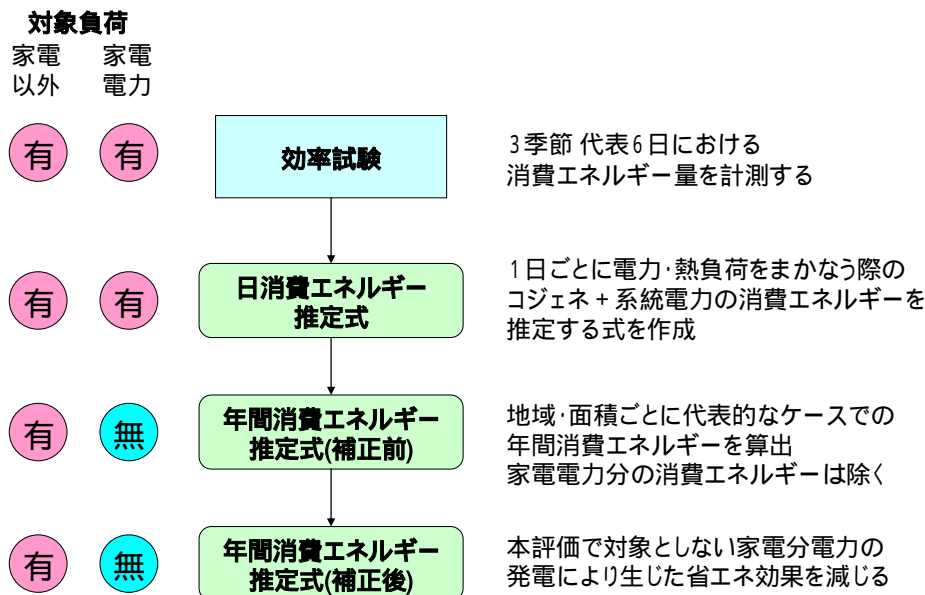 対象負荷
家電 家電
以外 電力
有 有
効率試験
3季節 代表6日における
消費エネルギー量を計測する
有 有
日消費エネルギー
推定式
1日ごとに電力・熱負荷をまかなう際の
コジェネ+系統電力の消費エネルギーを
推定する式を作成
有 無
年間消費エネルギー
推定式(補正前)
地域・面積ごとに代表的なケースでの
年間消費エネルギーを算出
家電電力分の消費エネルギーは除く
有 無
年間消費エネルギー
推定式(補正後)
本評価で対象としない家電分電力の
発電により生じた省エネ効果を減じる